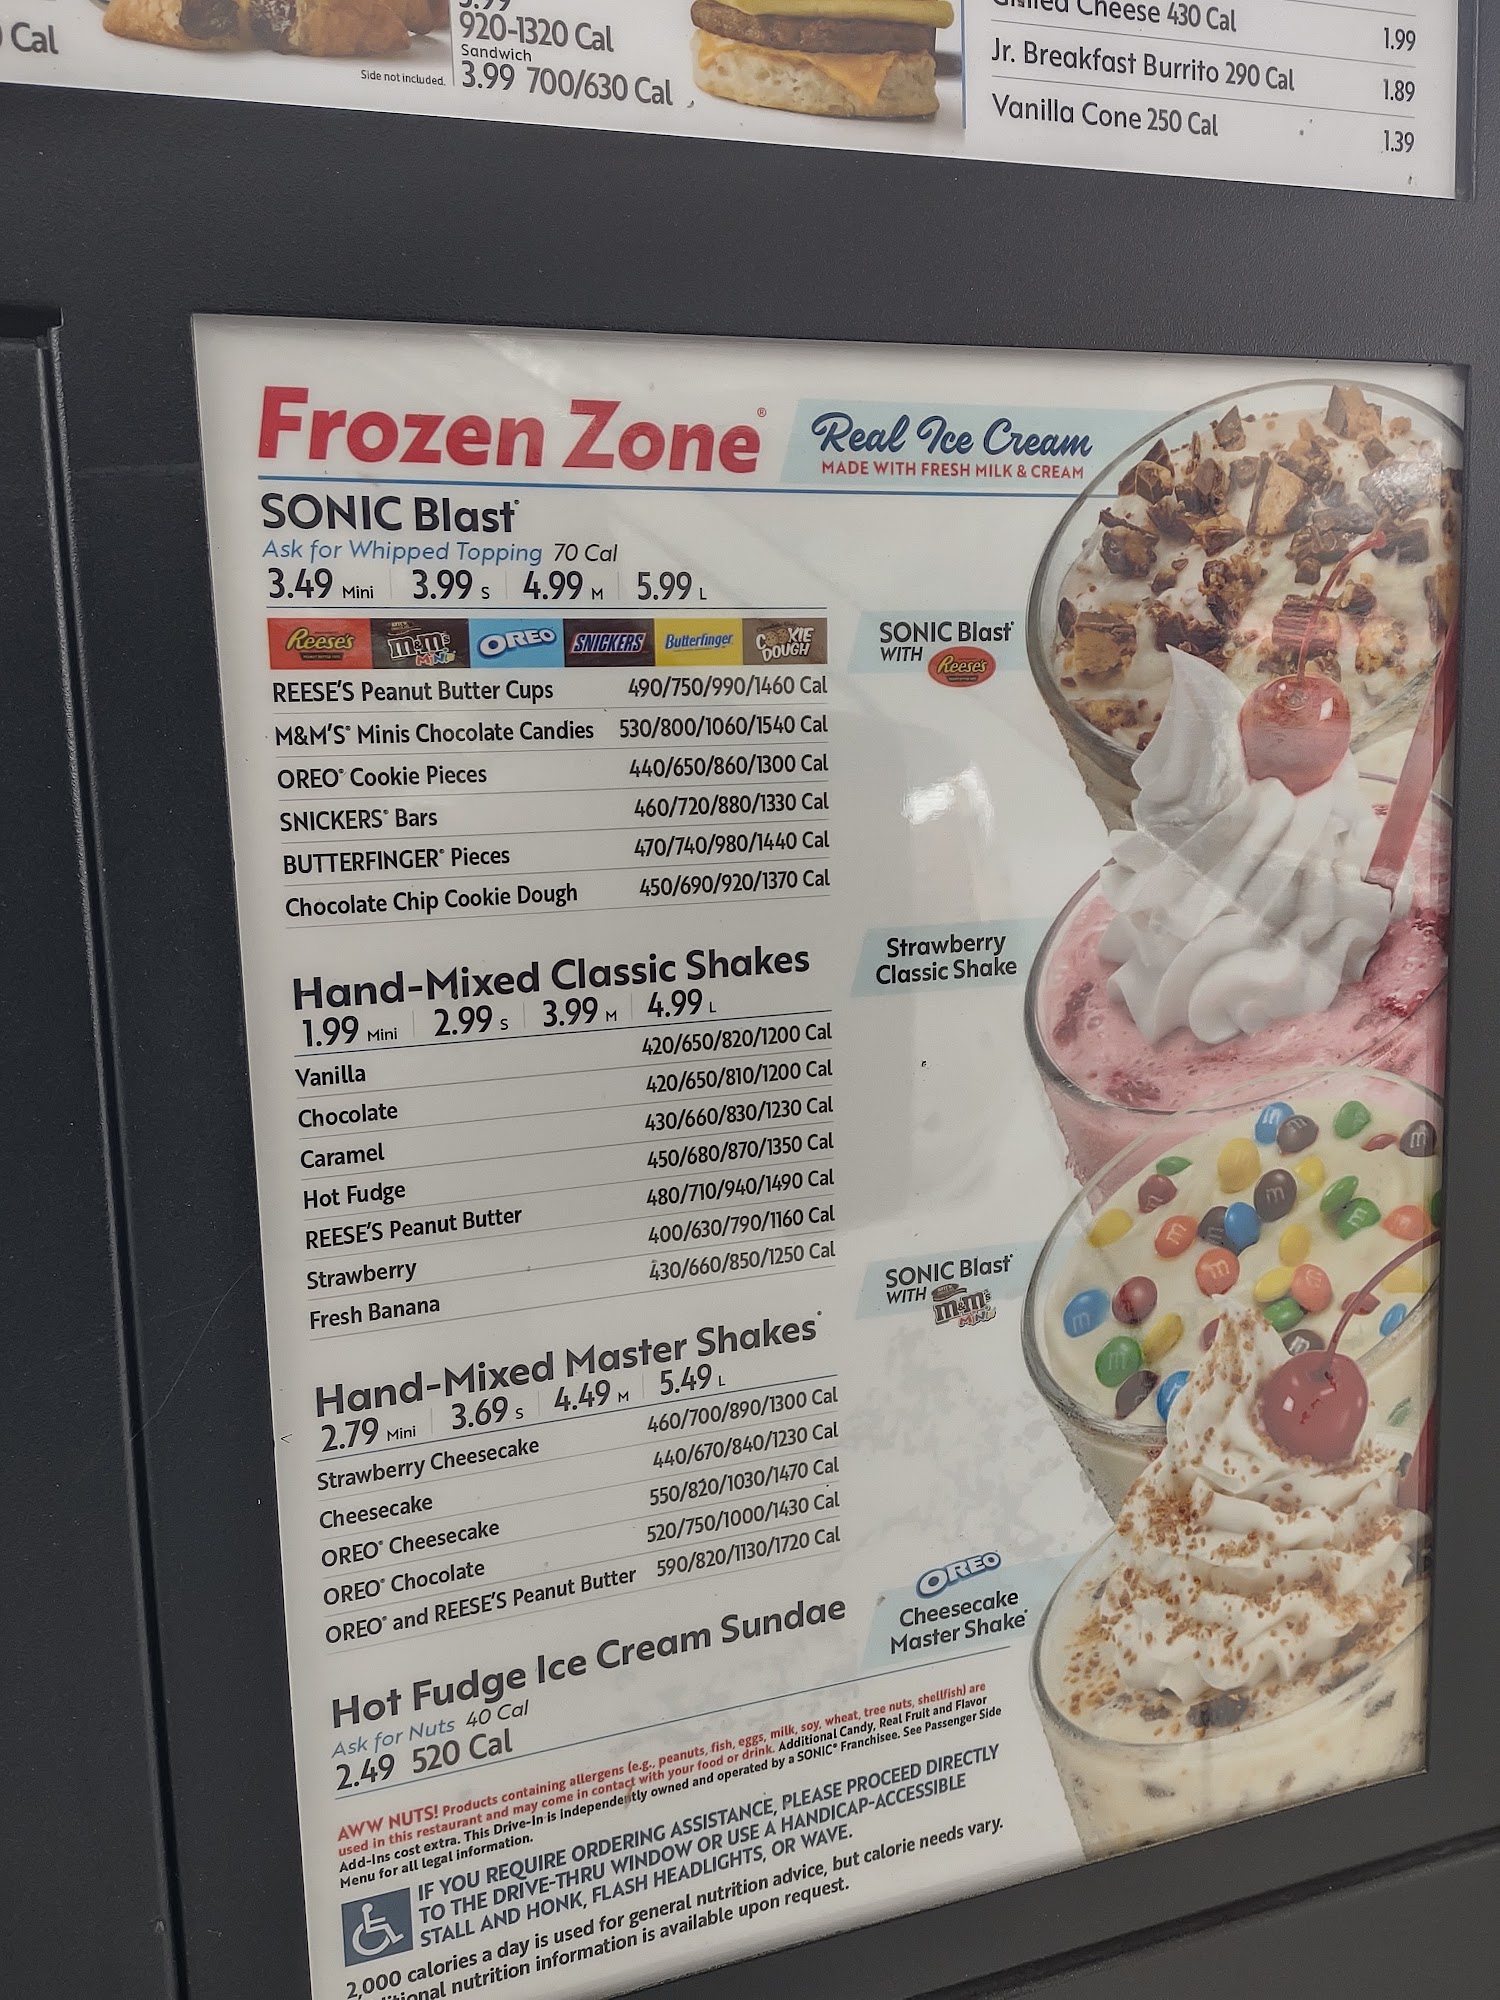 Cal
920-1320 Cal
Sandwich
3.99 700/630 Cal
Side not included.
Cheese 430 Cal 1.99
Jr. Breakfast Burrito 290 Cal 1.89
Vanilla Cone 250 Cal 1.39
Frozen Zone®
Real Ice Cream
MADE WITH FRESH MILK & CREAM
SONIC Blast®
Ask for Whipped Topping 70 Cal
3.49 Mini 3.99 S 4.99 M 5.99 L
Reese's M&M's MINIS OREO SNICKERS Butterfinger COOKIE DOUGH
REESE'S Peanut Butter Cups 490/750/990/1460 Cal
M&M'S® Minis Chocolate Candies 530/800/1060/1540 Cal
OREO® Cookie Pieces 440/650/860/1300 Cal
SNICKERS® Bars 460/720/880/1330 Cal
BUTTERFINGER® Pieces 470/740/980/1440 Cal
Chocolate Chip Cookie Dough 450/690/920/1370 Cal
SONIC Blast®
WITH Reese's
Hand-Mixed Classic Shakes
1.99 Mini 2.99 S 3.99 M 4.99 L
Vanilla 420/650/820/1200 Cal
Chocolate 420/650/810/1200 Cal
Caramel 430/660/830/1230 Cal
Hot Fudge 450/680/870/1350 Cal
REESE'S Peanut Butter 480/710/940/1490 Cal
Strawberry 400/630/790/1160 Cal
Fresh Banana 430/660/850/1250 Cal
Strawberry
Classic Shake
SONIC Blast®
WITH m&m's MINIS
Hand-Mixed Master Shakes®
2.79 Mini 3.69 S 4.49 M 5.49 L
Strawberry Cheesecake 460/700/890/1300 Cal
Cheesecake 440/670/840/1230 Cal
OREO® Cheesecake 550/820/1030/1470 Cal
OREO® Chocolate 520/750/1000/1430 Cal
OREO® and REESE'S Peanut Butter 590/820/1130/1720 Cal
OREO
Cheesecake
Master Shake®
Hot Fudge Ice Cream Sundae
Ask for Nuts 40 Cal
2.49 520 Cal
AWW NUTS! Products containing allergens (e.g., peanuts, fish, eggs, milk, soy, wheat, tree nuts, shellfish) are
used in this restaurant and may come in contact with your food or drink. Additional Candy, Real Fruit and Flavor
Add-Ins cost extra. This Drive-In is independently owned and operated by a SONIC® Franchisee. See Passenger Side
Menu for all legal information.
IF YOU REQUIRE ORDERING ASSISTANCE, PLEASE PROCEED DIRECTLY
TO THE DRIVE-THRU WINDOW OR USE A HANDICAP-ACCESSIBLE
STALL AND HONK, FLASH HEADLIGHTS, OR WAVE.
2,000 calories a day is used for general nutrition advice, but calorie needs vary.
nutrition information is available upon request.